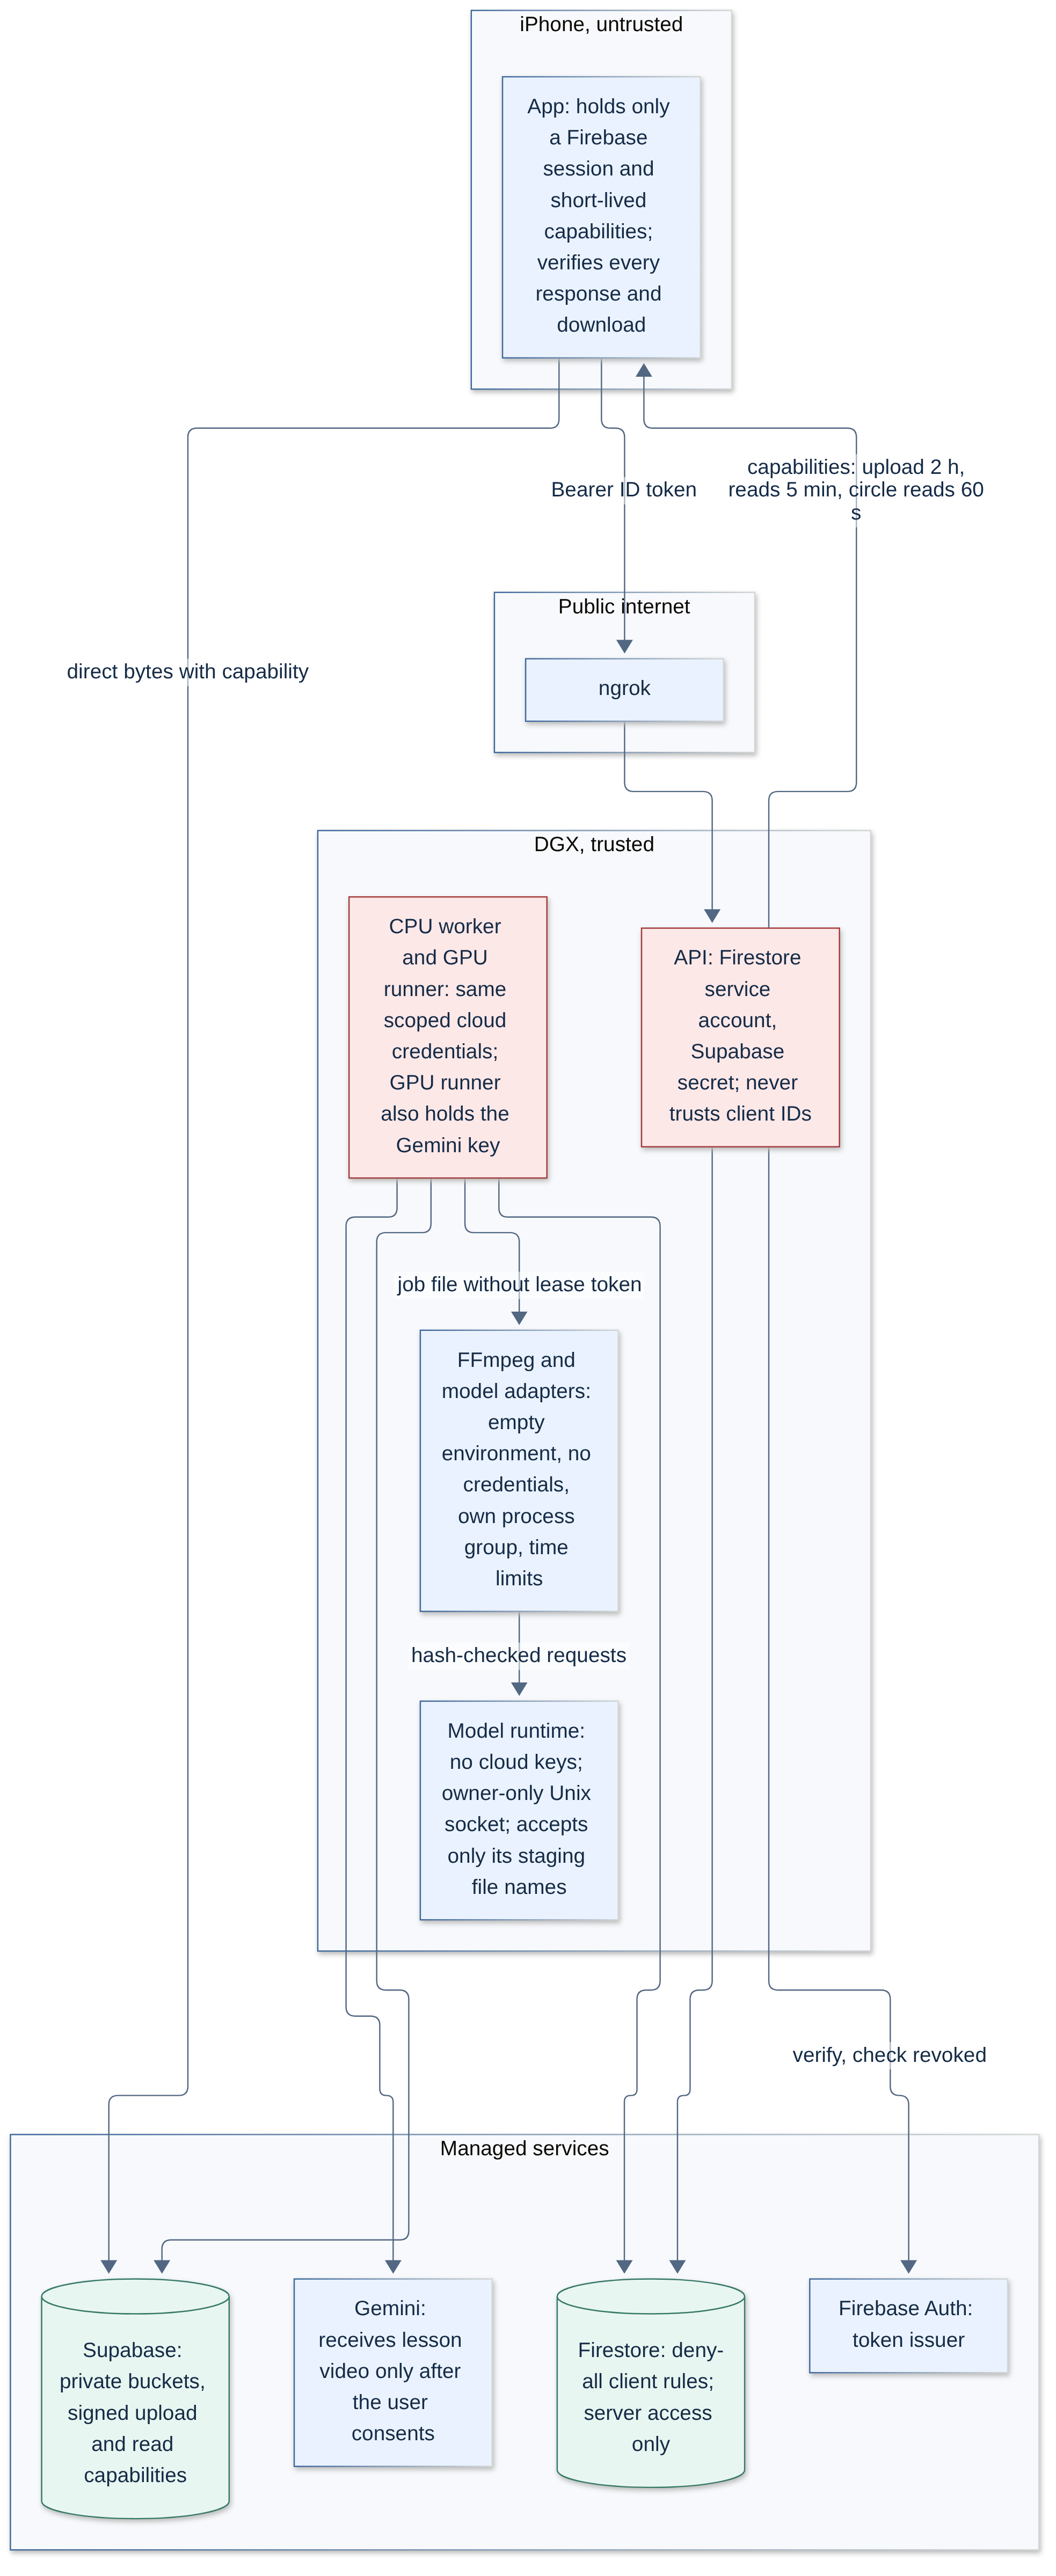 iPhone, untrusted
App: holds only
a Firebase
session and
short-lived
capabilities;
verifies every
response and
download
capabilities: upload 2 h,
reads 5 min, circle reads 60
s
Bearer ID token
Public internet
direct bytes with capability
ngrok
DGX, trusted
CPU worker
and GPU
runner: same
scoped cloud
credentials;
GPU runner
also holds the
Gemini key
API: Firestore
service
account,
Supabase
secret; never
trusts client IDs
job file without lease token
FFmpeg and
model adapters:
empty
environment, no
credentials,
own process
group, time
limits
hash-checked requests
Model runtime:
no cloud keys;
owner-only Unix
socket; accepts
only its staging
file names
verify, check revoked
Managed services
Supabase:
private buckets,
signed upload
and read
capabilities
Gemini:
receives lesson
video only after
the user
consents
Firestore: deny-
all client rules;
server access
only
Firebase Auth:
token issuer